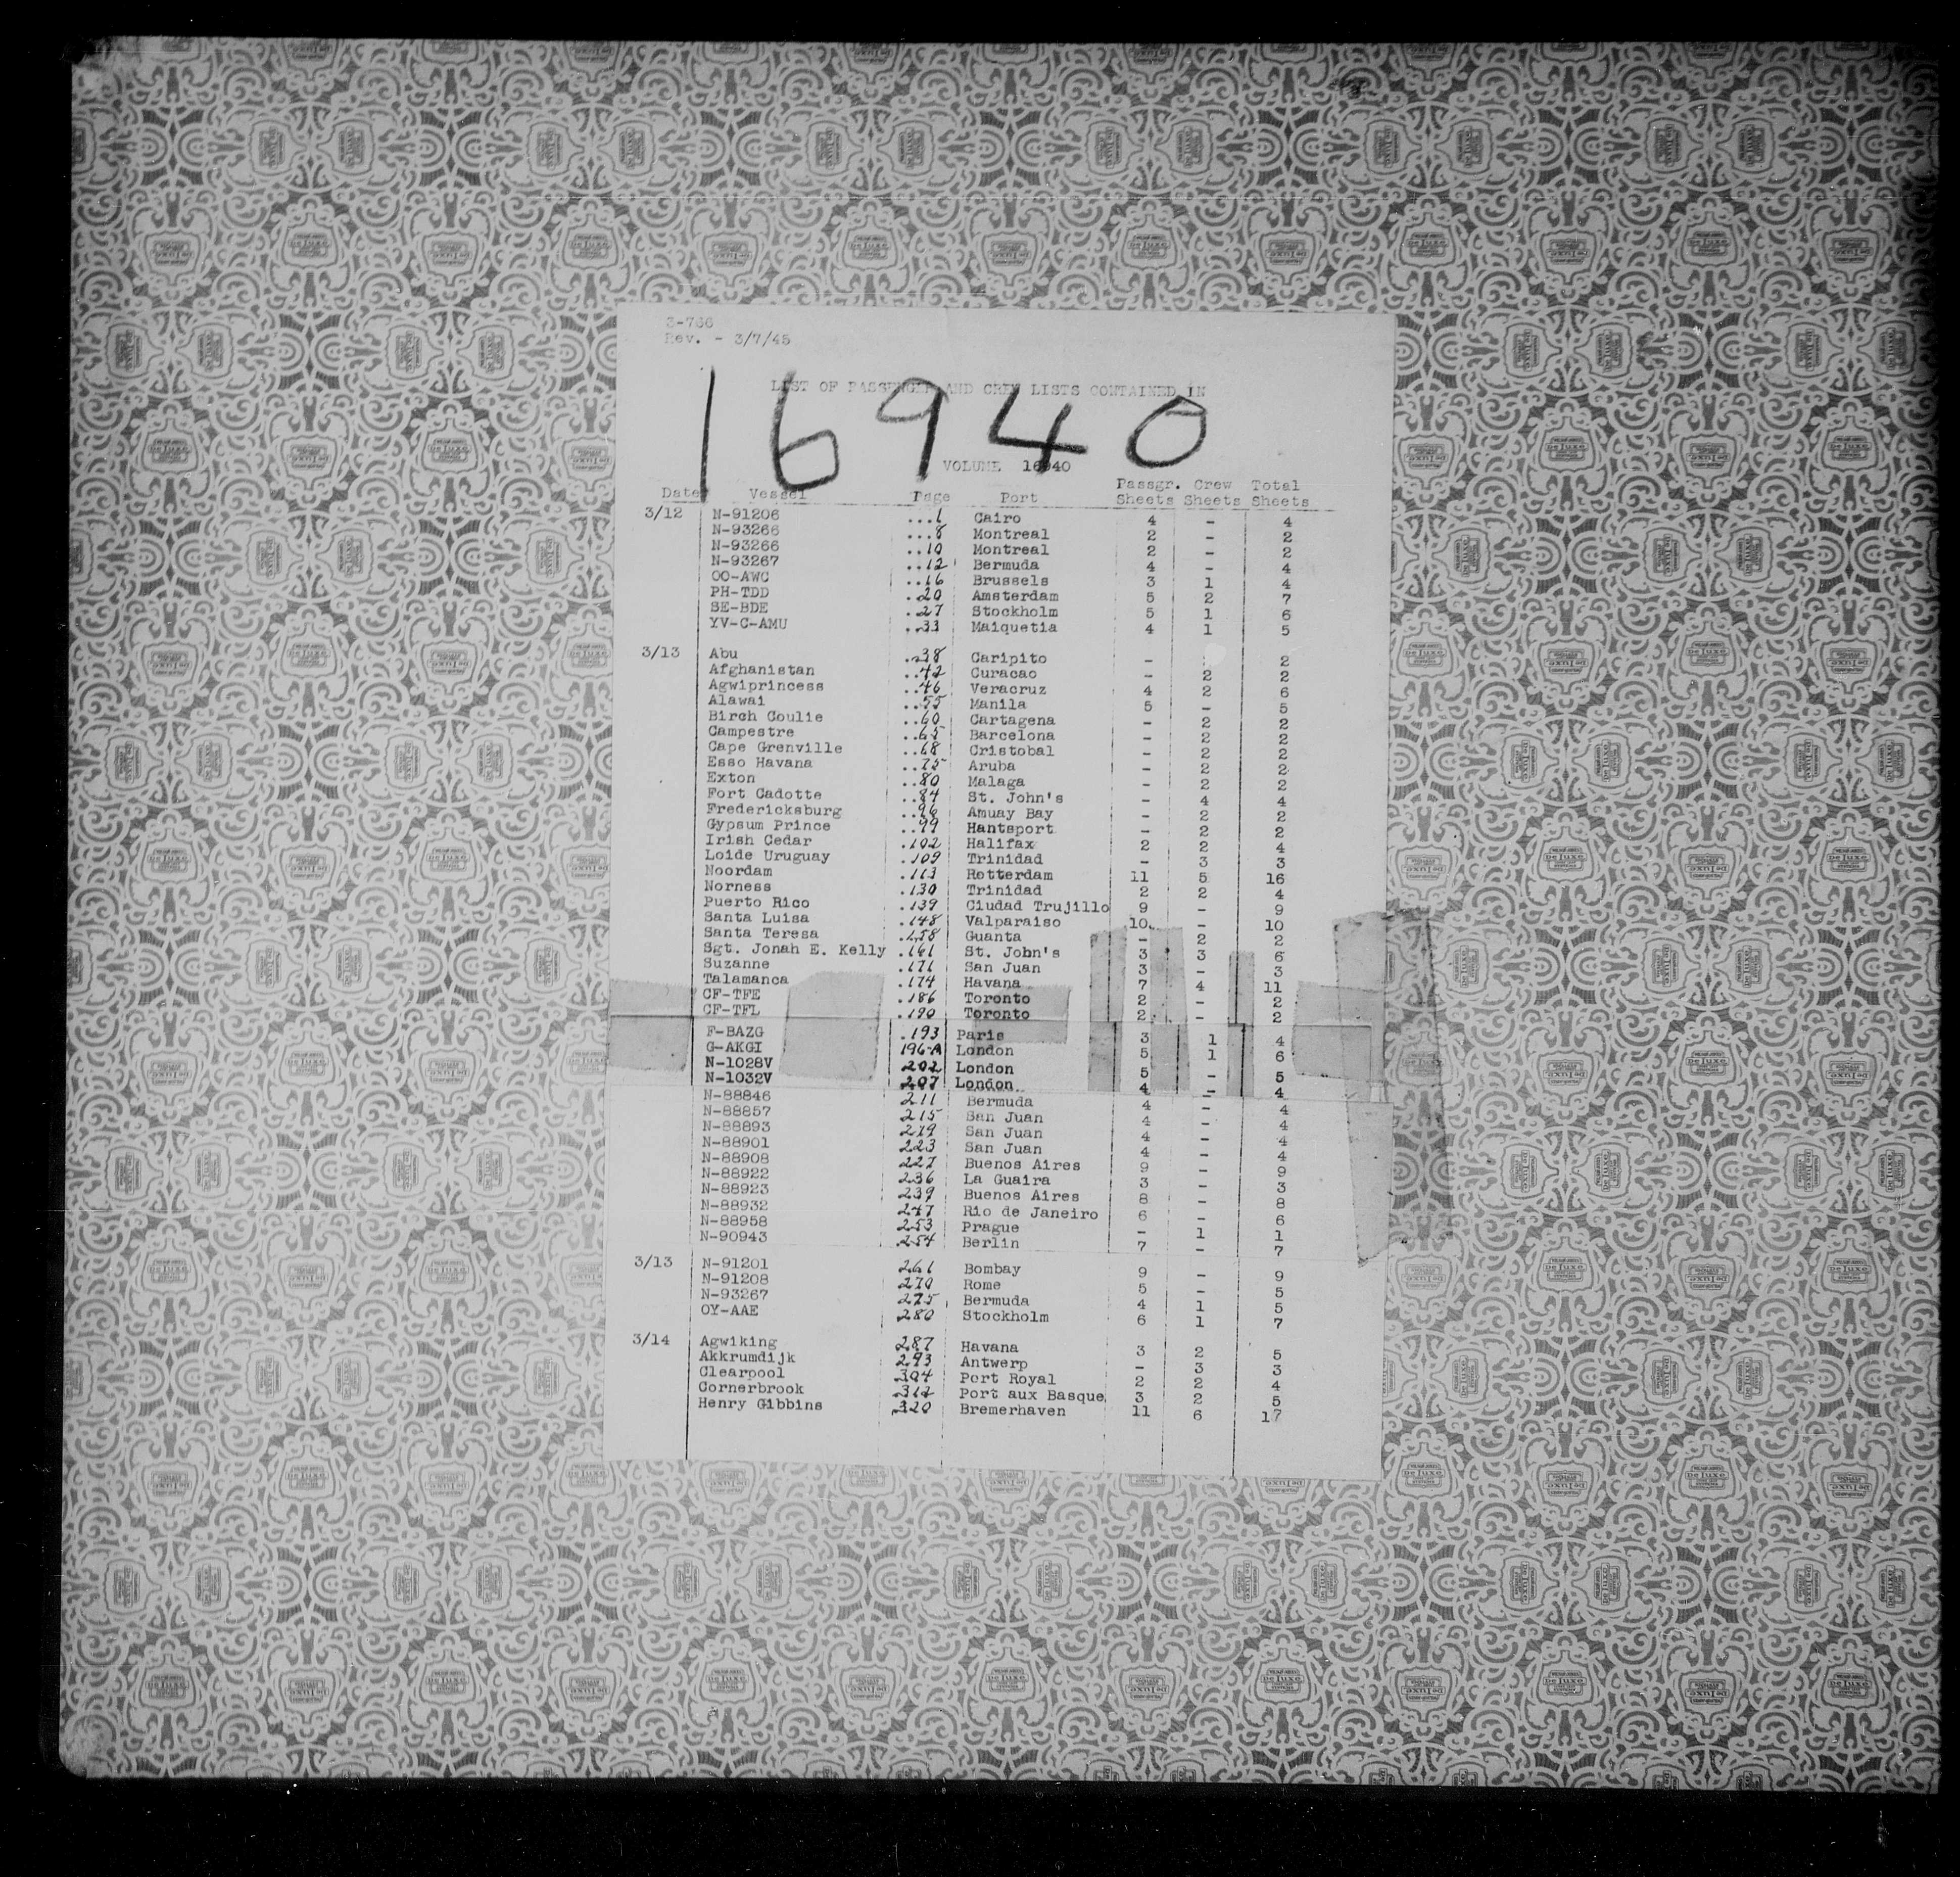 3-766
Rev. - 3/7/45
LIST OF PASSENGER AND CREW LISTS CONTAINED IN
16940
VOLUME 16940
Date Vessel Page Port Passgr. Sheets Crew Sheets Total Sheets
3/12 N-91206 ...1 Cairo 4 - 4
N-93266 ...8 Montreal 2 - 2
N-93266 ..10 Montreal 2 - 2
N-93267 ..12 Bermuda 4 - 4
OO-AWC ..16 Brussels 3 1 4
PH-TDD .20 Amsterdam 5 2 7
SE-BDE .27 Stockholm 5 1 6
YV-C-AMU ..33 Maiquetia 4 1 5
3/13 Abu ..38 Caripito - 2
Afghanistan ..42 Curacao - 2 2
Agwiprincess ..46 Veracruz 4 2 6
Alawai ..55 Manila 5 - 5
Birch Coulie ..60 Cartagena - 2 2
Campestre ..65 Barcelona - 2 2
Cape Grenville ..68 Cristobal - 2 2
Esso Havana ..75 Aruba - 2 2
Exton ..80 Malaga - 2 2
Fort Cadotte ..84 St. John's - 4 4
Fredericksburg ..96 Amuay Bay - 2 2
Gypsum Prince ..99 Hantsport - 2 2
Irish Cedar .102 Halifax 2 2 4
Loide Uruguay .109 Trinidad - 3 3
Noordam .113 Rotterdam 11 5 16
Norness .130 Trinidad 2 2 4
Puerto Rico .139 Ciudad Trujillo 9 - 9
Santa Luisa .148 Valparaiso 10 - 10
Santa Teresa .158 Guanta - 2 2
Sgt. Jonah E. Kelly .161 St. John's 3 3 6
Suzanne .171 San Juan 3 - 3
Talamanca .174 Havana 7 4 11
CF-TFE .186 Toronto 2 - 2
CF-TFL .190 Toronto 2 - 2
F-BAZG .193 Paris 3 1 4
G-AKGI 196-A London 5 1 6
N-1028V 202 London 5 - 5
N-1032V 207 London 4 - 4
N-88846 211 Bermuda 4 - 4
N-88857 215 San Juan 4 - 4
N-88893 219 San Juan 4 - 4
N-88901 223 San Juan 4 - 4
N-88908 227 Buenos Aires 9 - 9
N-88922 236 La Guaira 3 - 3
N-88923 239 Buenos Aires 8 - 8
N-88932 247 Rio de Janeiro 6 - 6
N-88958 253 Prague - 1 1
N-90943 .254 Berlin 7 - 7
3/13 N-91201 261 Bombay 9 - 9
N-91208 270 Rome 5 - 5
N-93267 275 Bermuda 4 1 5
OY-AAE 280 Stockholm 6 1 7
3/14 Agwiking 287 Havana 3 2 5
Akkrumdijk 293 Antwerp - 3 3
Clearpool 304 Port Royal 2 2 4
Cornerbrook 312 Port aux Basque 3 2 5
Henry Gibbins 320 Bremerhaven 11 6 17
De luxe